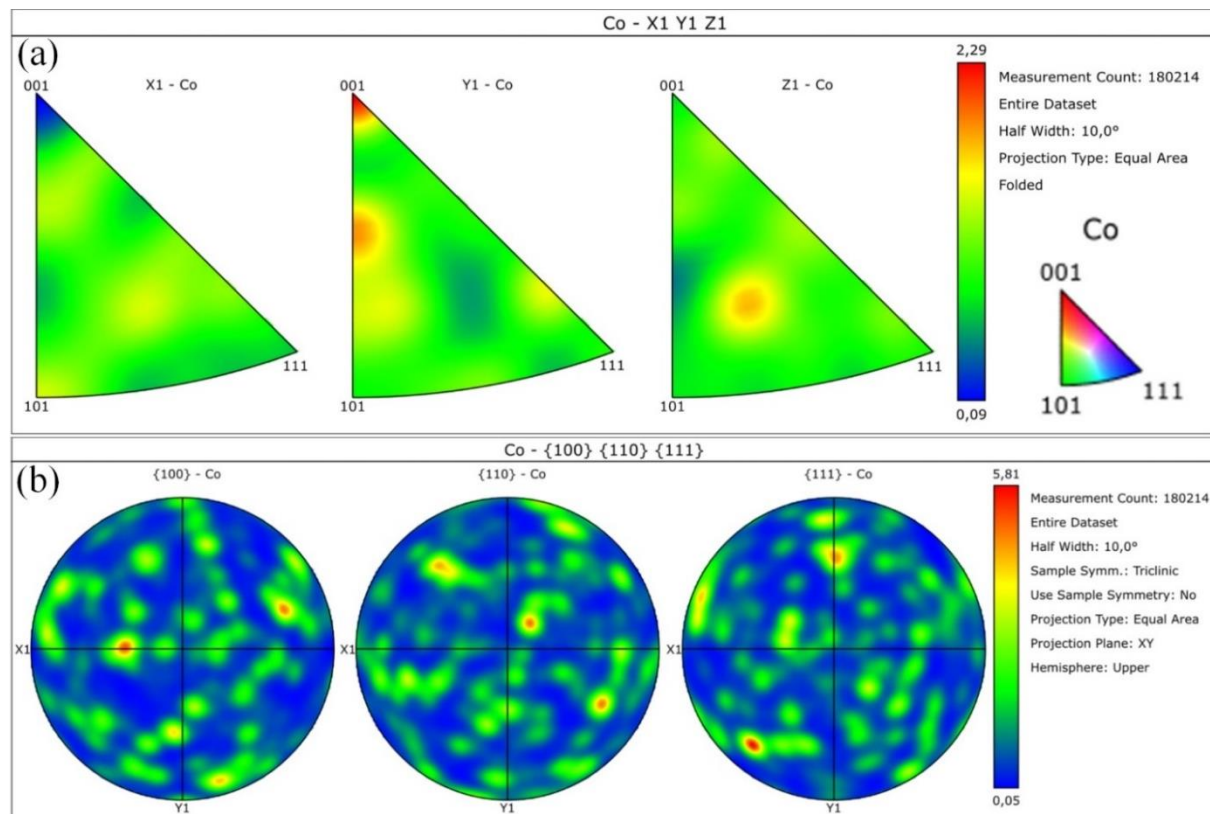 Co - X1 Y1 Z1
(a)
X1 - Co
Y1 - Co
Z1 - Co
001
001
001
101
111
101
111
101
111
2,29
0,09
Measurement Count: 180214
Entire Dataset
Half Width: 10,0°
Projection Type: Equal Area
Folded
Co
001
101
111
Co - {100} {110} {111}
(b)
{100} - Co
{110} - Co
{111} - Co
X1
X1
X1
Y1
Y1
Y1
5,81
0,05
Measurement Count: 180214
Entire Dataset
Half Width: 10,0°
Sample Symm.: Triclinic
Use Sample Symmetry: No
Projection Type: Equal Area
Projection Plane: XY
Hemisphere: Upper